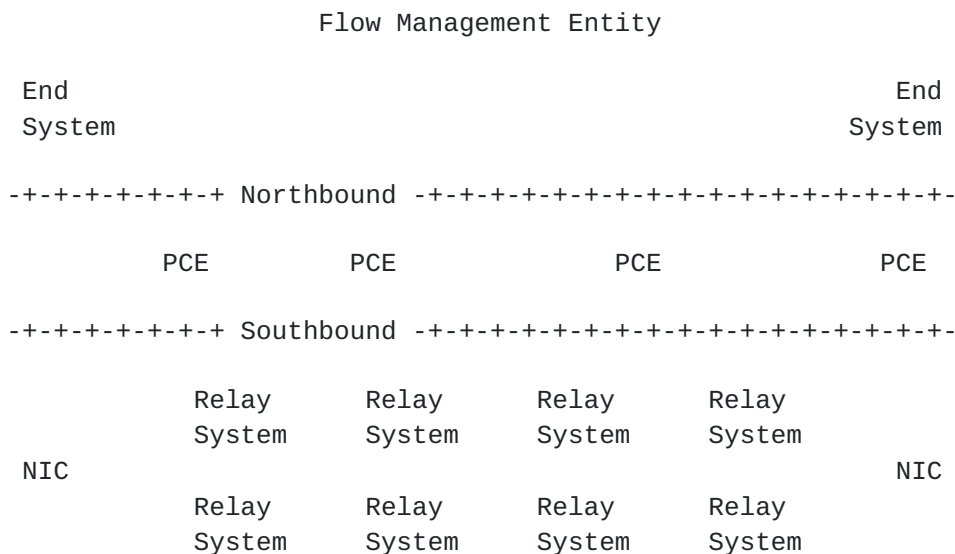 Flow Management Entity
End                                                     End
System                                               System
-+-+-+-+-+-+-+ Northbound -+-+-+-+-+-+-+-+-+-+-+-+-+-+-+-+-+-
PCE         PCE              PCE              PCE
-+-+-+-+-+-+-+ Southbound -+-+-+-+-+-+-+-+-+-+-+-+-+-+-+-+-+-
Relay      Relay      Relay      Relay
System     System     System     System
NIC                                                     NIC
Relay      Relay      Relay      Relay
System     System     System     System